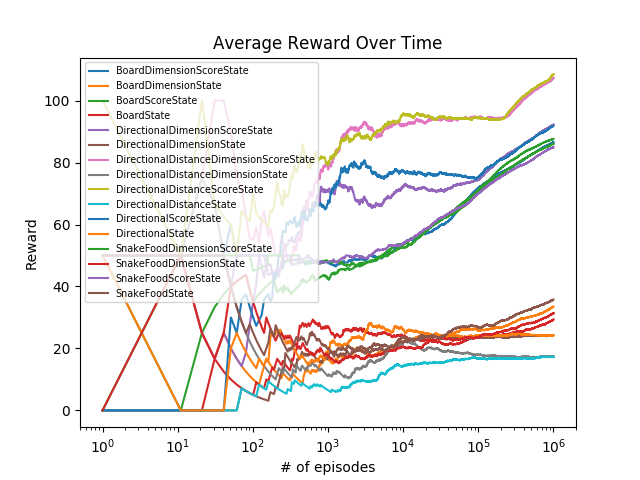 Average Reward Over Time
BoardDimensionScoreState
BoardDimensionState
BoardScoreState
BoardState
DirectionalDimensionScoreState
DirectionalDimensionState
DirectionalDistanceDimensionScoreState
DirectionalDistanceDimensionState
DirectionalDistanceScoreState
DirectionalDistanceState
DirectionalScoreState
DirectionalState
SnakeFoodDimensionScoreState
SnakeFoodDimensionState
SnakeFoodScoreState
SnakeFoodState
Reward
100
80
60
40
20
0
10⁰ 10¹ 10² 10³ 10⁴ 10⁵ 10⁶
# of episodes